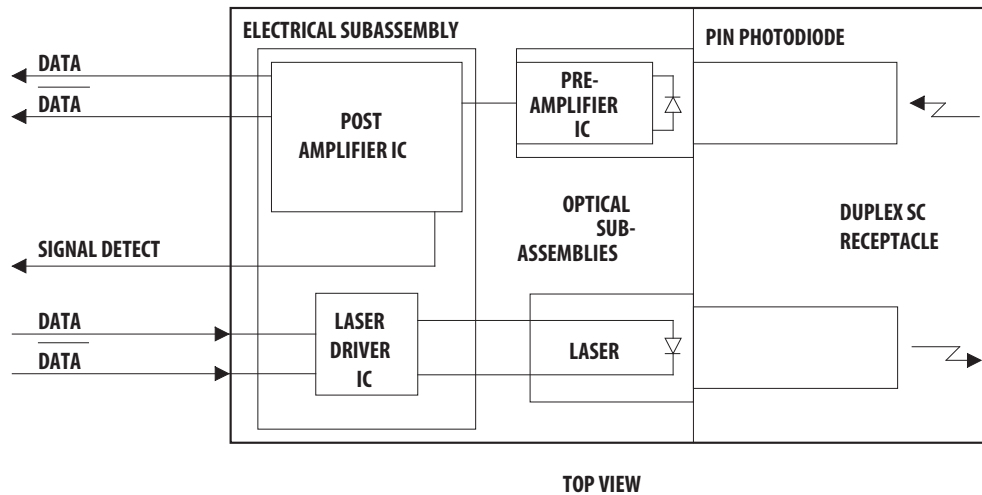 ELECTRICAL SUBASSEMBLY
PIN PHOTODIODE
DATA
DATA
POST
AMPLIFIER IC
PRE-
AMPLIFIER
IC
OPTICAL
SUB-
ASSEMBLIES
DUPLEX SC
RECEPTACLE
SIGNAL DETECT
DATA
DATA
LASER
DRIVER
IC
LASER
TOP VIEW